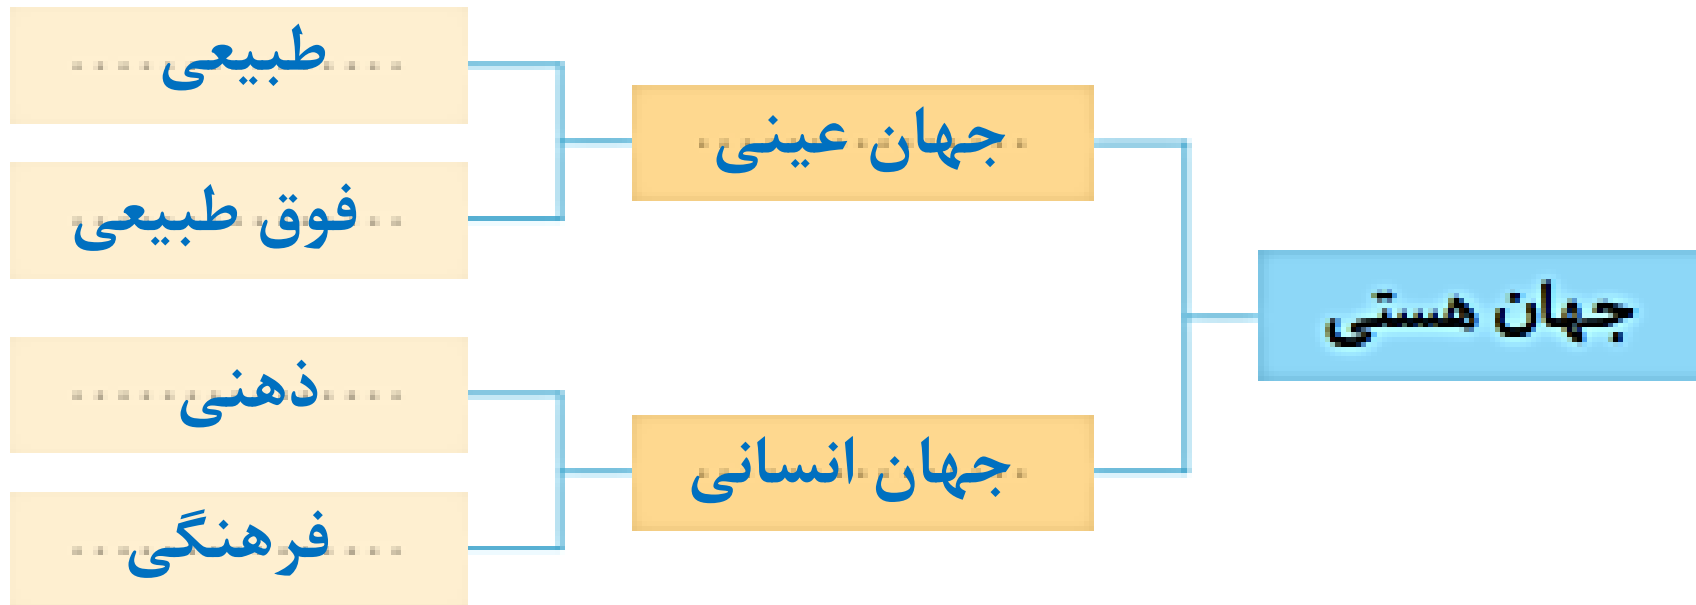 جهان هستی
جهان عینی
طبیعی
فوق طبیعی
جهان انسانی
ذهنی
فرهنگی